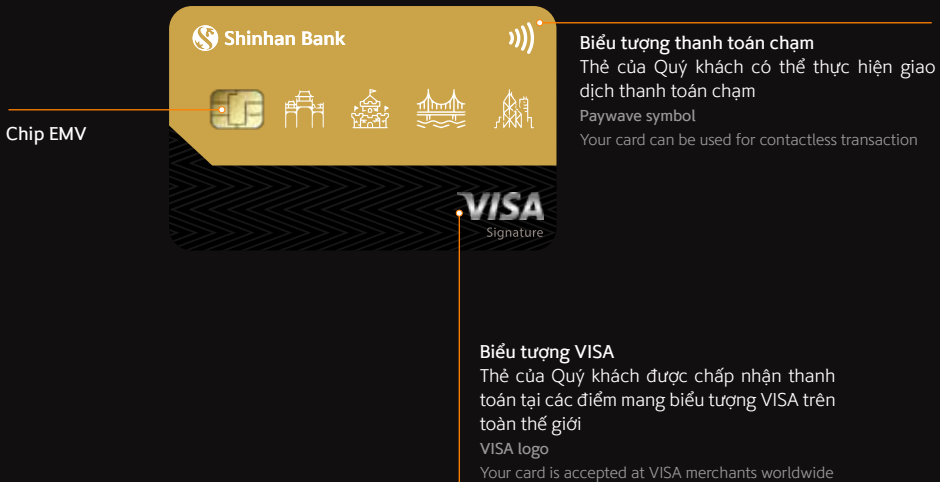 Shinhan Bank
Biểu tượng thanh toán chạm
Thẻ của Quý khách có thể thực hiện giao
dịch thanh toán chạm
Paywave symbol
Your card can be used for contactless transaction
Chip EMV
VISA
Signature
Biểu tượng VISA
Thẻ của Quý khách được chấp nhận thanh
toán tại các điểm mang biểu tượng VISA trên
toàn thế giới
VISA logo
Your card is accepted at VISA merchants worldwide